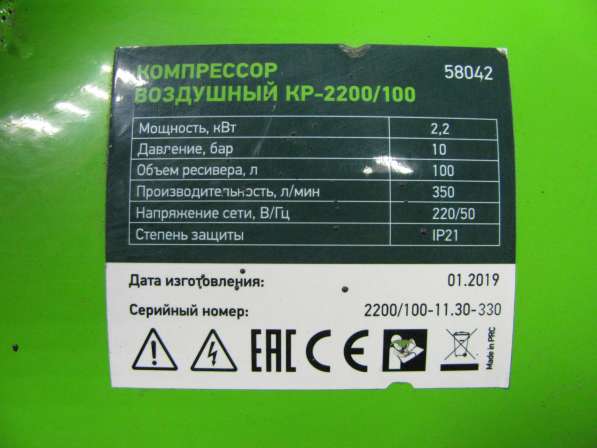 КОМПРЕССОР 58042
ВОЗДУШНЫЙ КР-2200/100
Мощность, кВт 2,2
Давление, бар 10
Объем ресивера, л 100
Производительность, л/мин 350
Напряжение сети, В/Гц 220/50
Степень защиты IP21
Дата изготовления: 01.2019
Серийный номер: 2200/100-11.30-330
EAC CE
Made in PRC